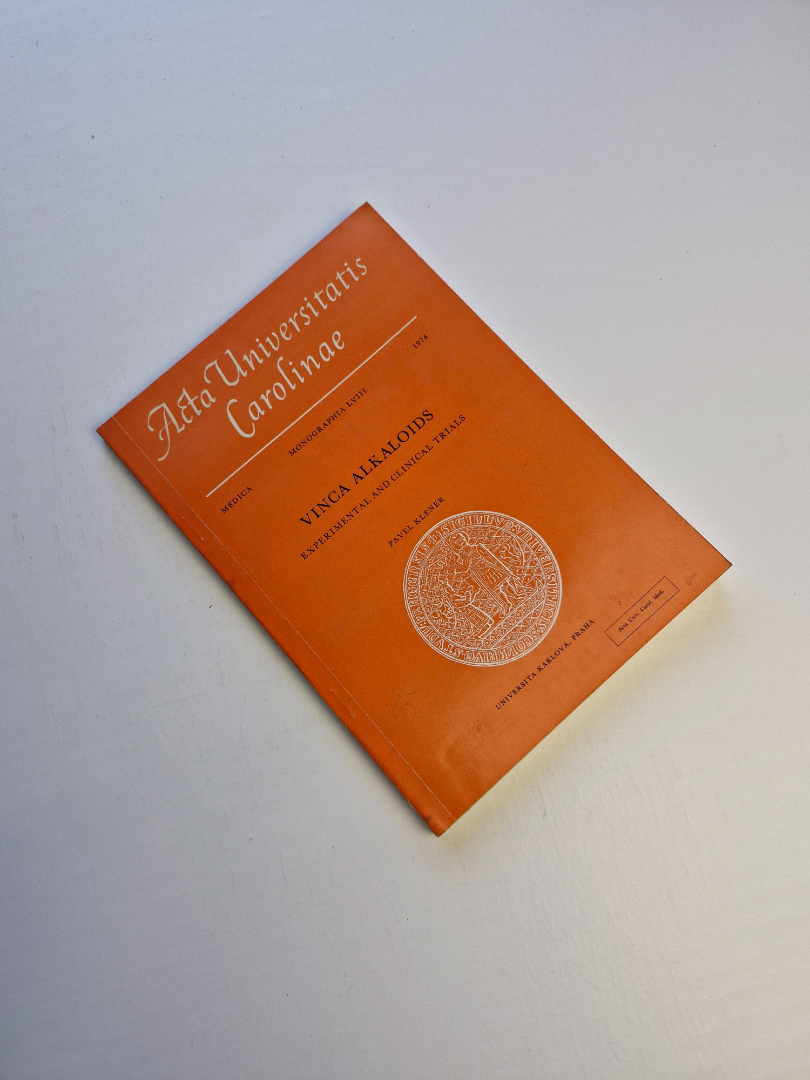 Acta Universitatis
Carolinae
MEDICA
MONOGRAPHIA LVIII
1974
VINCA ALKALOIDS
EXPERIMENTAL AND CLINICAL TRIALS
PAVEL KLENER
UNIVERSITA KARLOVA, PRAHA
Acta Univ. Carol. Med.